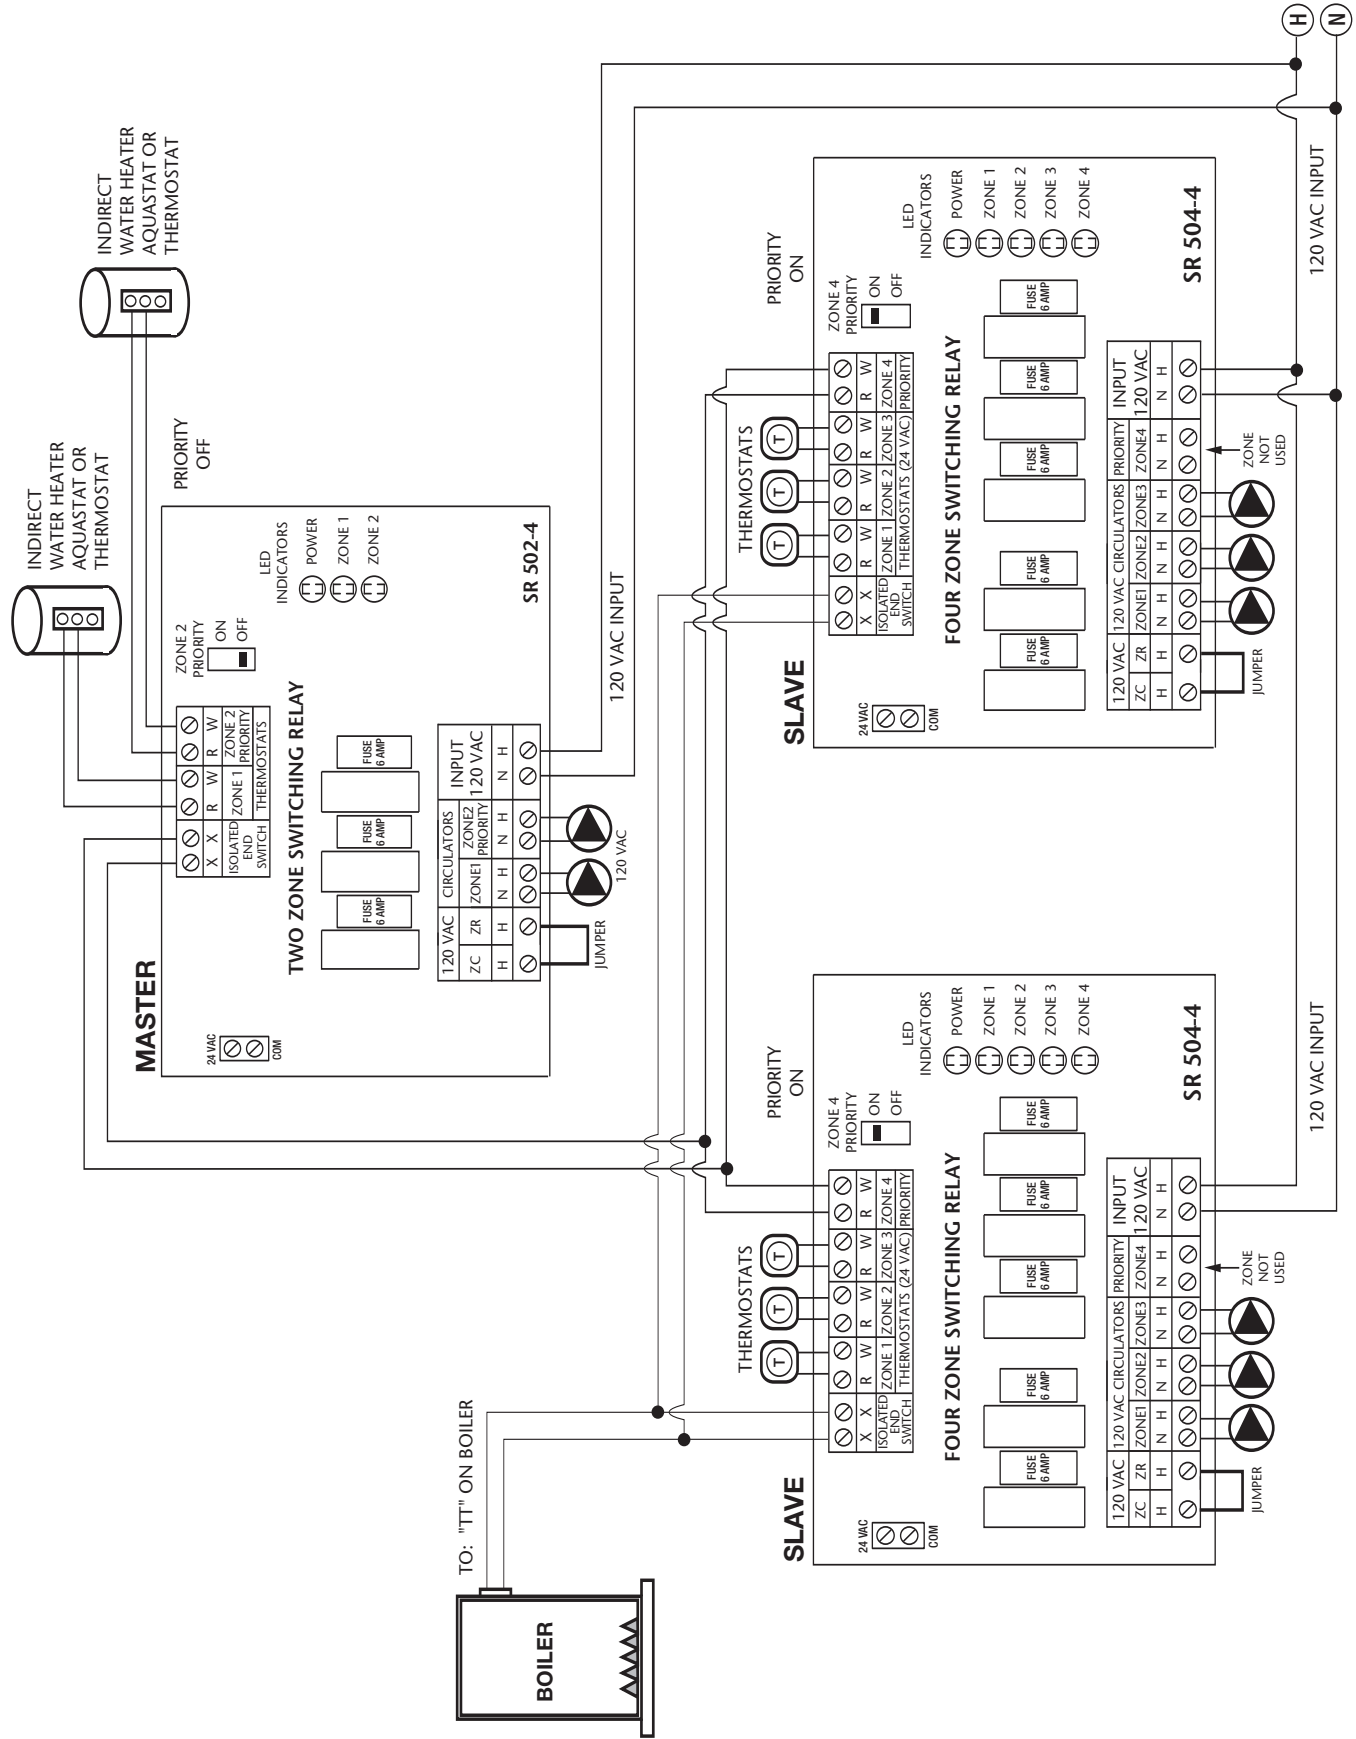 INDIRECT
WATER HEATER
AQUASTAT OR
THERMOSTAT
INDIRECT
WATER HEATER
AQUASTAT OR
THERMOSTAT
MASTER
PRIORITY
OFF
24 VAC
COM
X X R W R W
ISOLATED
END
SWITCH
ZONE 1
ZONE 2
PRIORITY
THERMOSTATS
ZONE 2
PRIORITY
ON
OFF
LED
INDICATORS
POWER
ZONE 1
ZONE 2
TWO ZONE SWITCHING RELAY
FUSE
6 AMP
FUSE
6 AMP
FUSE
6 AMP
120 VAC
CIRCULATORS
INPUT
120 VAC
ZC ZR
ZONE1
ZONE2
PRIORITY
H H N H N H N H
SR 502-4
JUMPER
120 VAC
120 VAC INPUT
TO: "TT" ON BOILER
BOILER
SLAVE
THERMOSTATS
PRIORITY
ON
24 VAC
COM
X X R W R W R W R W
ISOLATED
END
SWITCH
ZONE 1 ZONE 2 ZONE 3 ZONE 4
THERMOSTATS (24 VAC)
PRIORITY
ZONE 4
PRIORITY
ON
OFF
LED
INDICATORS
POWER
ZONE 1
ZONE 2
ZONE 3
ZONE 4
FOUR ZONE SWITCHING RELAY
FUSE
6 AMP
FUSE
6 AMP
FUSE
6 AMP
FUSE
6 AMP
FUSE
6 AMP
120 VAC
120 VAC CIRCULATORS
PRIORITY
INPUT
120 VAC
ZC ZR ZONE1 ZONE2 ZONE3 ZONE4
H H N H N H N H N H N H
SR 504-4
JUMPER
ZONE
NOT
USED
120 VAC INPUT
SLAVE
THERMOSTATS
PRIORITY
ON
24 VAC
COM
X X R W R W R W R W
ISOLATED
END
SWITCH
ZONE 1 ZONE 2 ZONE 3 ZONE 4
THERMOSTATS (24 VAC)
PRIORITY
ZONE 4
PRIORITY
ON
OFF
LED
INDICATORS
POWER
ZONE 1
ZONE 2
ZONE 3
ZONE 4
FOUR ZONE SWITCHING RELAY
FUSE
6 AMP
FUSE
6 AMP
FUSE
6 AMP
FUSE
6 AMP
FUSE
6 AMP
120 VAC
120 VAC CIRCULATORS
PRIORITY
INPUT
120 VAC
ZC ZR ZONE1 ZONE2 ZONE3 ZONE4
H H N H N H N H N H N H
SR 504-4
JUMPER
ZONE
NOT
USED
120 VAC INPUT
H
N
T T T
T T T